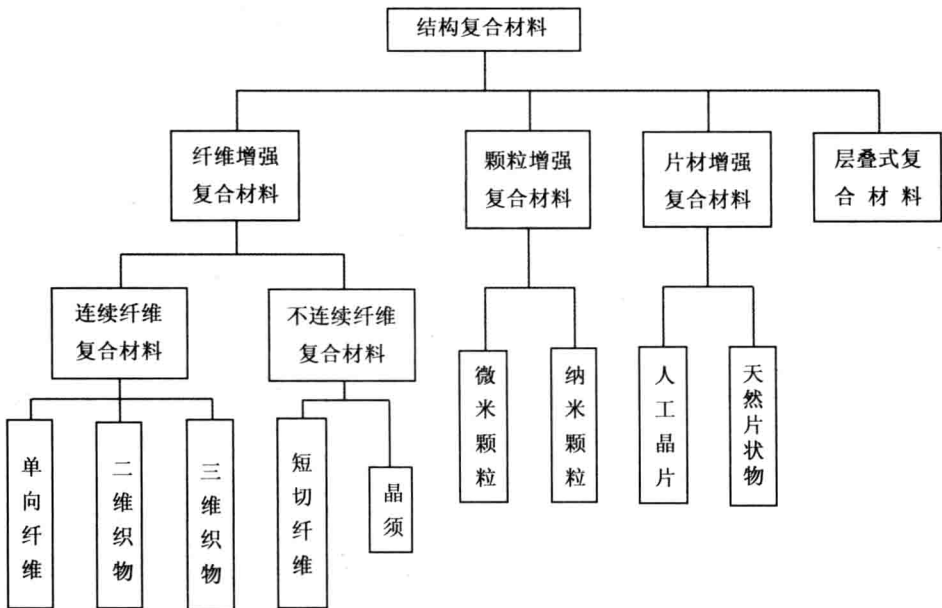 结构复合材料
纤维增强
复合材料
颗粒增强
复合材料
片材增强
复合材料
层叠式复
合材料
连续纤维
复合材料
不连续纤维
复合材料
微米颗粒
纳米颗粒
人工晶片
天然片状物
单向纤维
二维织物
三维织物
短切纤维
晶须